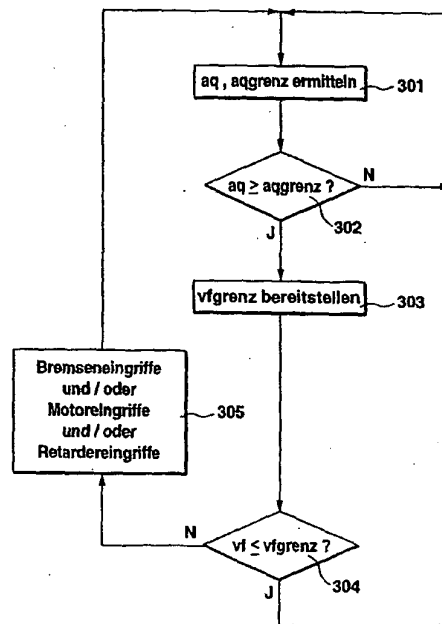 aq , aqgrenz ermitteln
301
aq ≥ aqgrenz ?
N
302
J
vfgrenz bereitstellen
303
Bremseneingriffe
und / oder
Motoreingriffe
und / oder
Retardereingriffe
305
N
vf ≤ vfgrenz ?
304
J